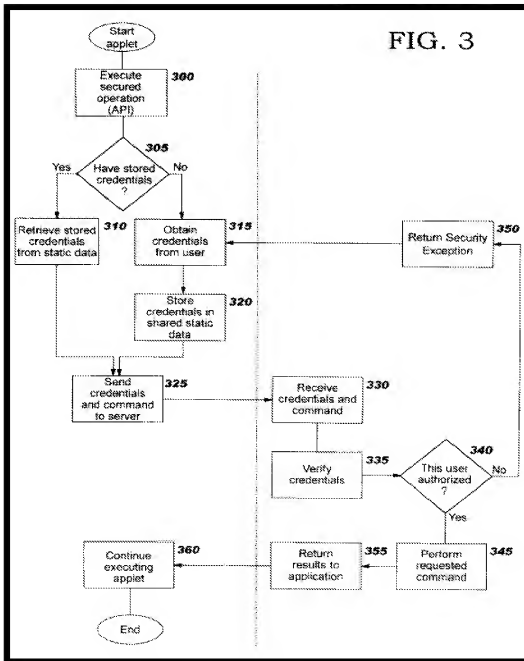 FIG. 3
Start
applet
Execute
secured
operation
(API)
300
305
Have stored
credentials
?
Yes
No
Retrieve stored
credentials
from static data
310
Obtain
credentials
from user
315
Return Security
Exception
350
Store
credentials in
shared static
data
320
Send
credentials
and command
to server
325
Receive
credentials and
command
330
Verify
credentials
335
This user
authorized
?
340
No
Yes
Continue
executing
applet
360
Return
results to
application
355
Perform
requested
command
345
End